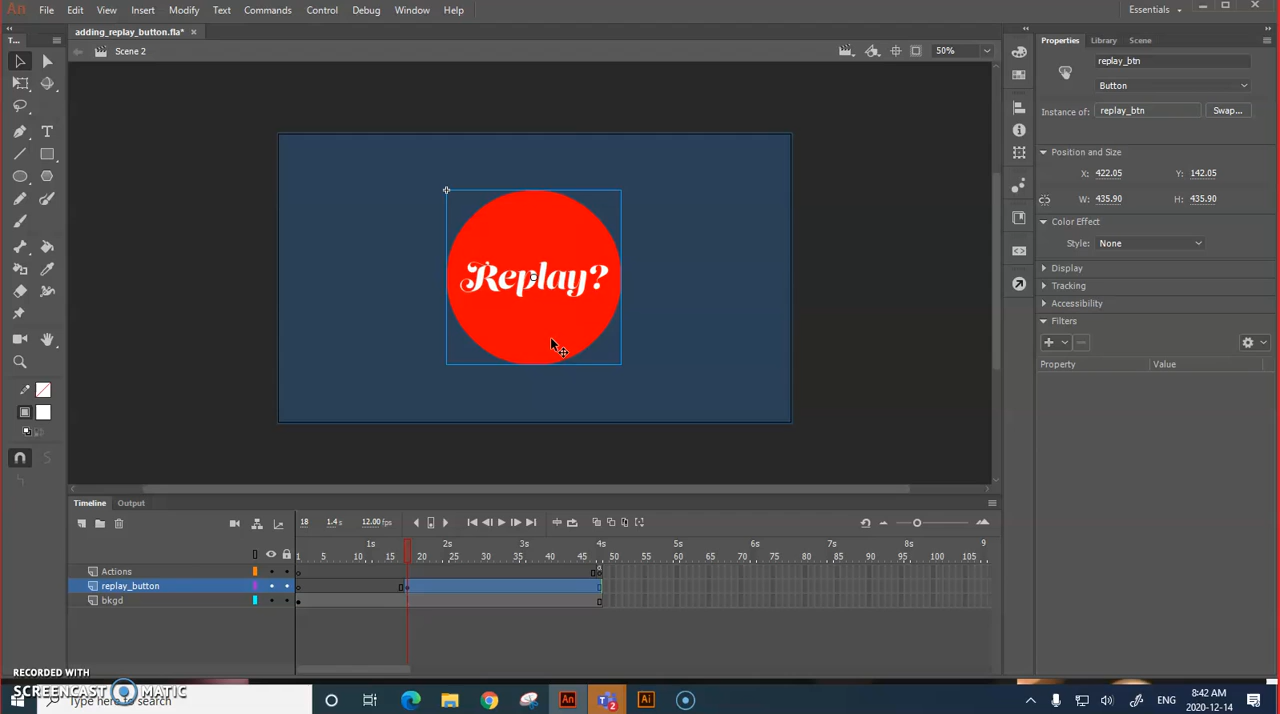 An File Edit View Insert Modify Text Commands Control Debug Window Help Essentials
adding_replay_button.fla* ×
Scene 2 50%
T...
Properties Library Scene
replay_btn
Button
Instance of: replay_btn Swap...
Position and Size
X: 422.05 Y: 142.05
W: 435.90 H: 435.90
Color Effect
Style: None
Display
Tracking
Accessibility
Filters
Property Value
Replay?
Timeline Output
18 1.4 s 12.00 fps
1s 2s 3s 4s 5s 6s 7s 8s 9
1 5 10 15 20 25 30 35 40 45 50 55 60 65 70 75 80 85 90 95 100 105
Actions
replay_button
bkgd
RECORDED WITH
SCREENCAST MATIC
Type here to search
An 2 Ai ENG 8:42 AM
2020-12-14